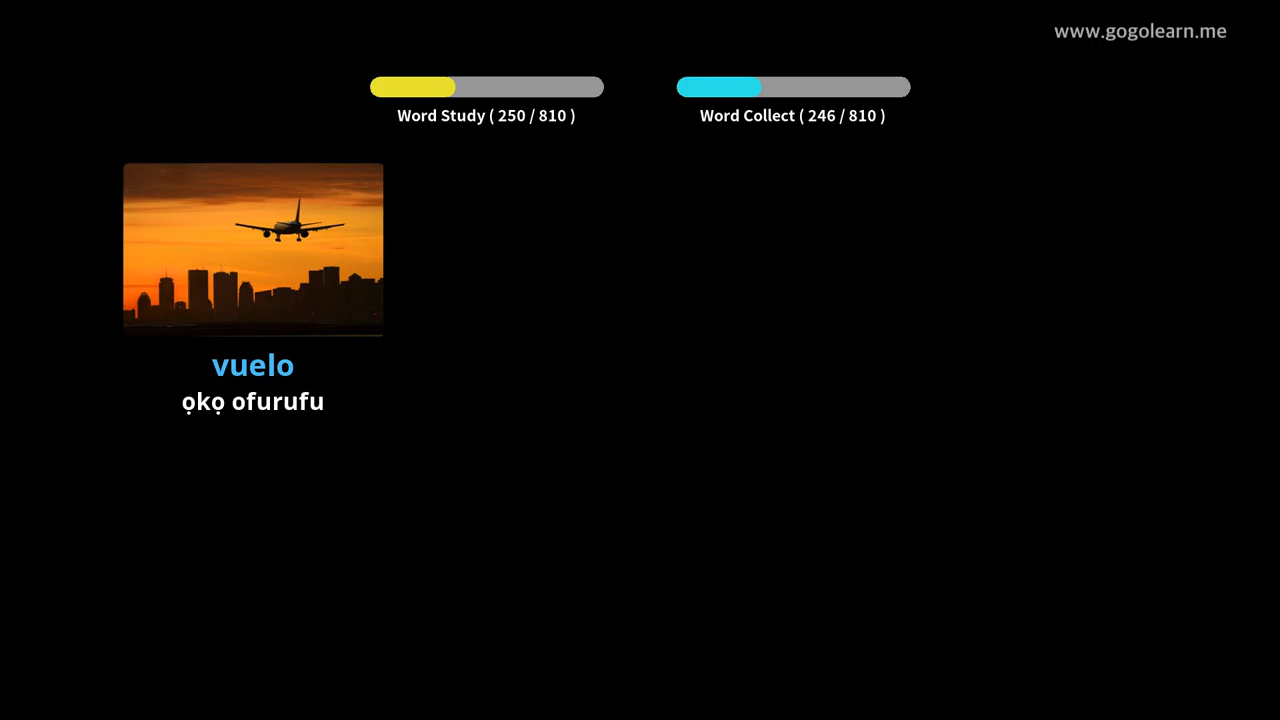 www.gogolearn.me
Word Study ( 250 / 810 )
Word Collect ( 246 / 810 )
vuelo
ọkọ ofurufu